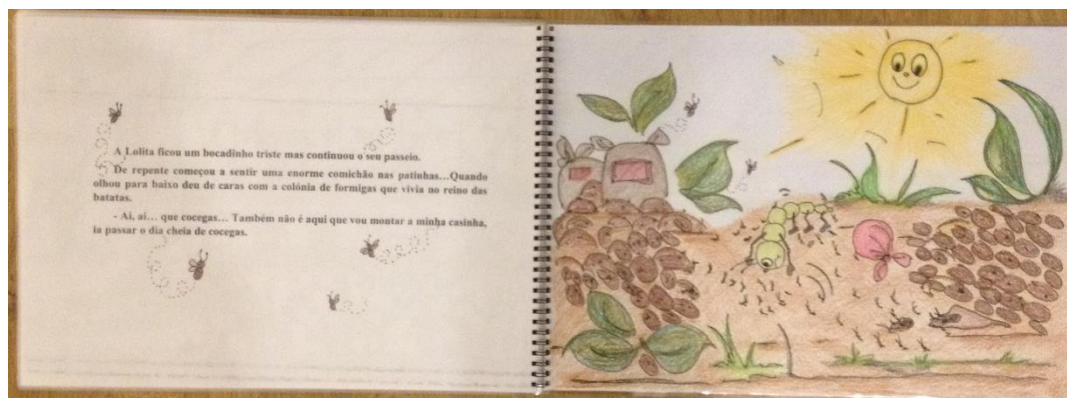 A Lolita ficou um bocadinho triste mas continuou o seu passeio.
De repente começou a sentir uma enorme comichão nas patinhas...Quando
olhou para baixo deu de caras com a colónia de formigas que vivia no reino das
batatas.
- Ai, ai... que cocegas... Também não é aqui que vou montar a minha casinha,
ia passar o dia cheia de cocegas.